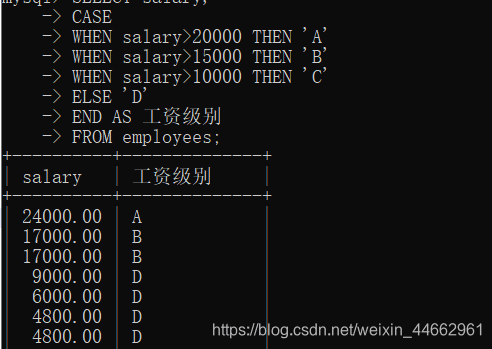 mysql> SELECT salary,
-> CASE
-> WHEN salary>20000 THEN 'A'
-> WHEN salary>15000 THEN 'B'
-> WHEN salary>10000 THEN 'C'
-> ELSE 'D'
-> END AS 工资级别
-> FROM employees;
+----------+--------------+
| salary | 工资级别 |
+----------+--------------+
| 24000.00 | A |
| 17000.00 | B |
| 17000.00 | B |
| 9000.00 | D |
| 6000.00 | D |
| 4800.00 | D |
| 4800.00 | D |
https://blog.csdn.net/weixin_44662961